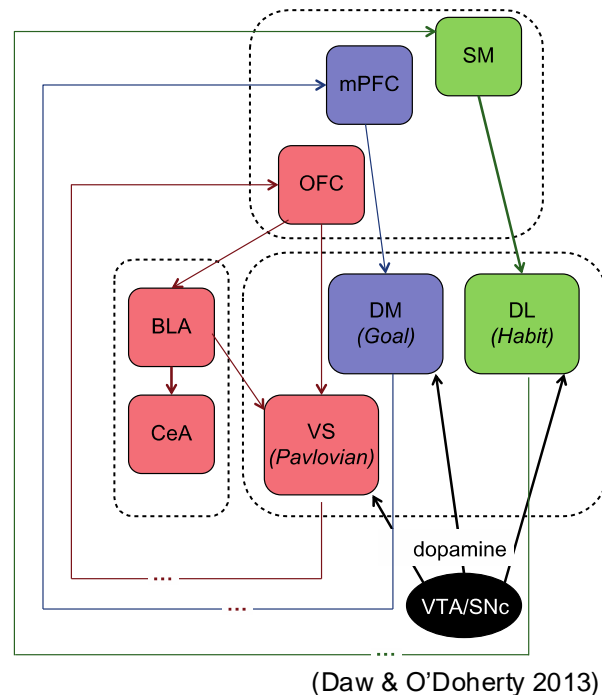 SM
mPFC
OFC
BLA
DM
(Goal)
DL
(Habit)
CeA
VS
(Pavlovian)
dopamine
VTA/SNc
...
...
...
(Daw & O'Doherty 2013)